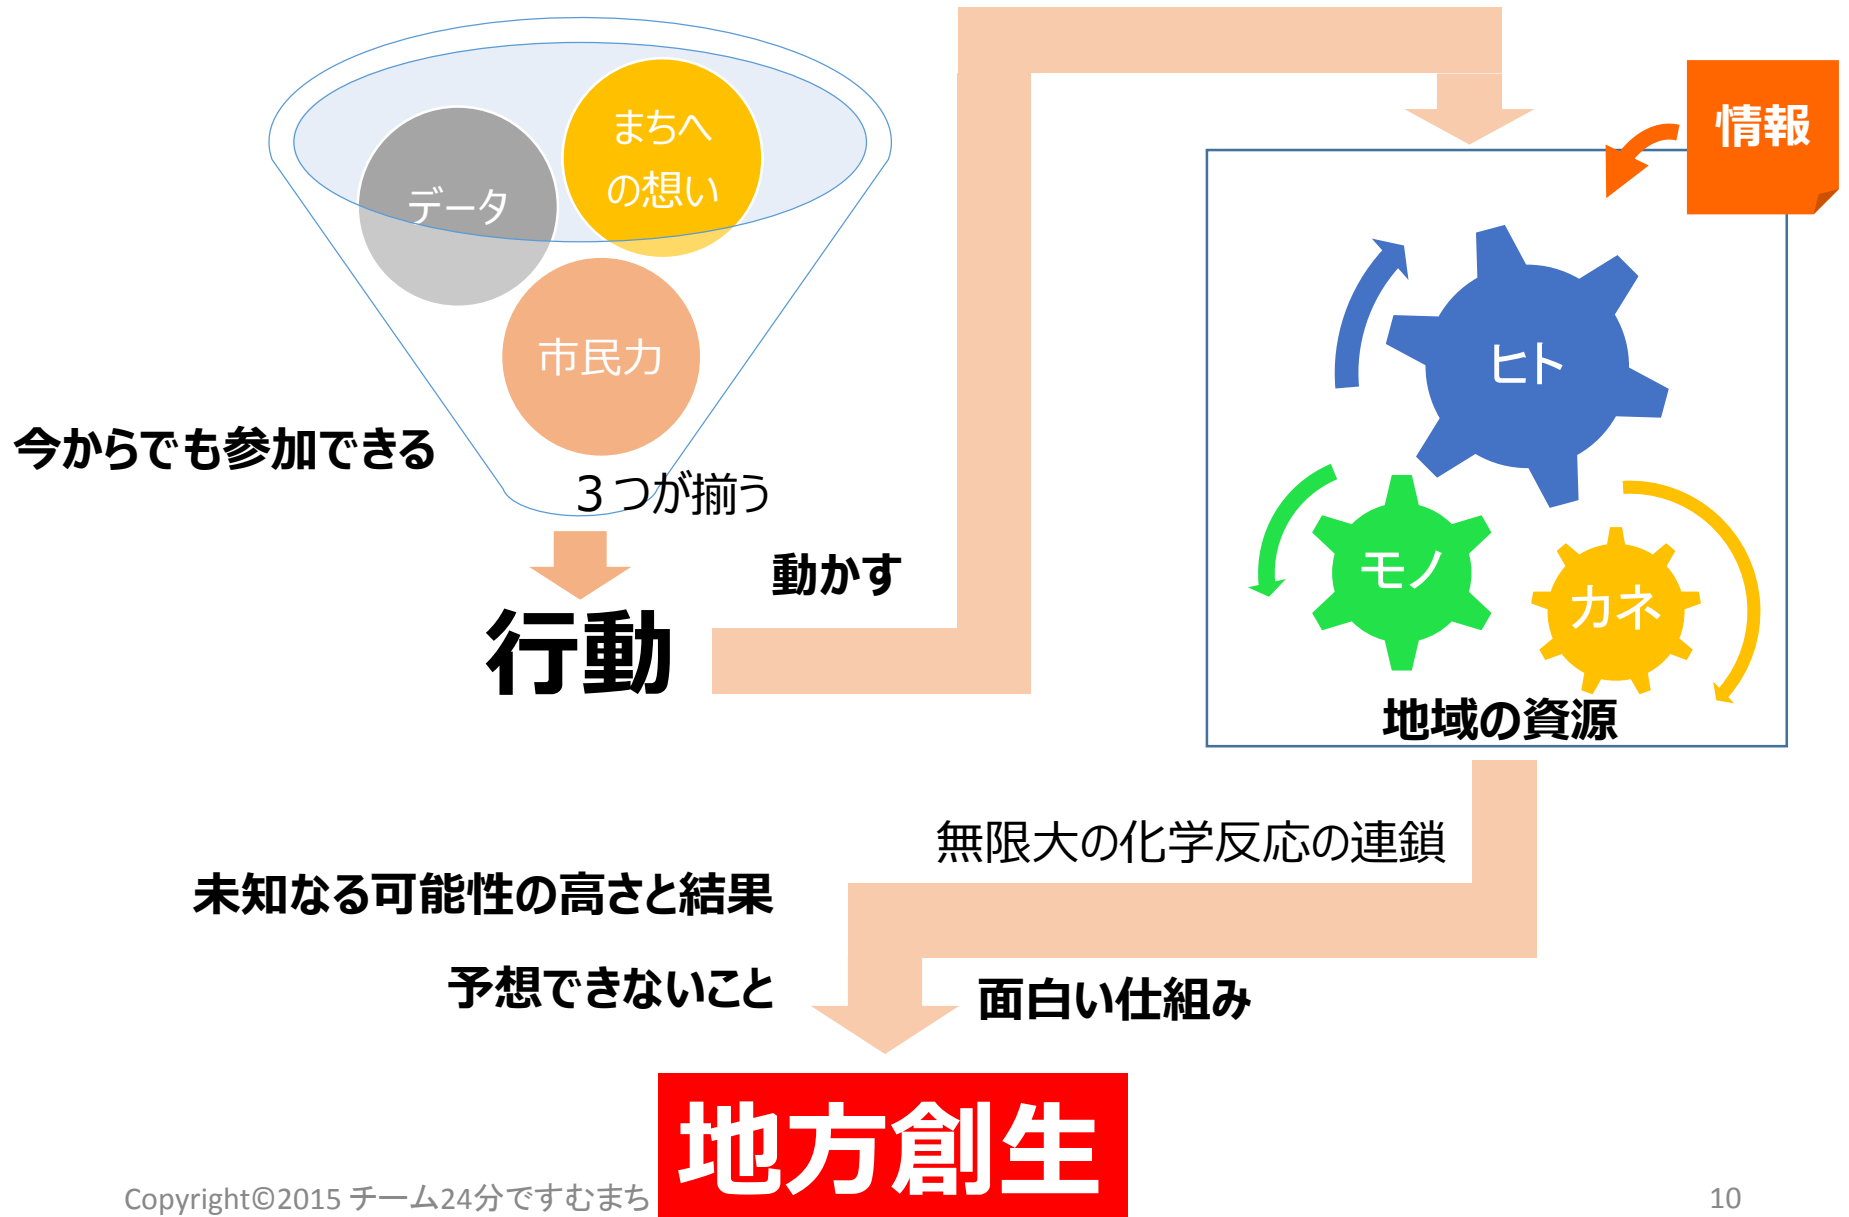 まちへ
の想い
データ
市民力
今からでも参加できる
３つが揃う
行動
動かす
情報
ヒト
モノ
カネ
地域の資源
無限大の化学反応の連鎖
未知なる可能性の高さと結果
予想できないこと
面白い仕組み
地方創生
Copyright©2015 チーム24分ですむまち
10